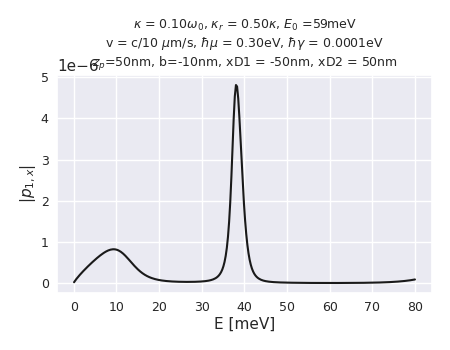 κ = 0.10ω₀, κᵣ = 0.50κ, E₀ =59meV
v = c/10 μm/s, ħμ = 0.30eV, ħγ = 0.0001eV
zₚ=50nm, b=-10nm, xD1 = -50nm, xD2 = 50nm
1e−6
5
4
3
2
1
0
|p₁,ₓ|
0 10 20 30 40 50 60 70 80
E [meV]